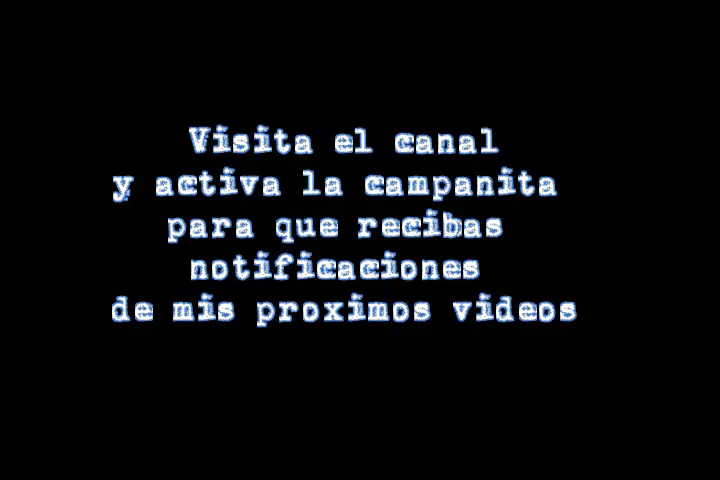 Visita el canal
y activa la campanita
para que recibas
notificaciones
de mis proximos videos